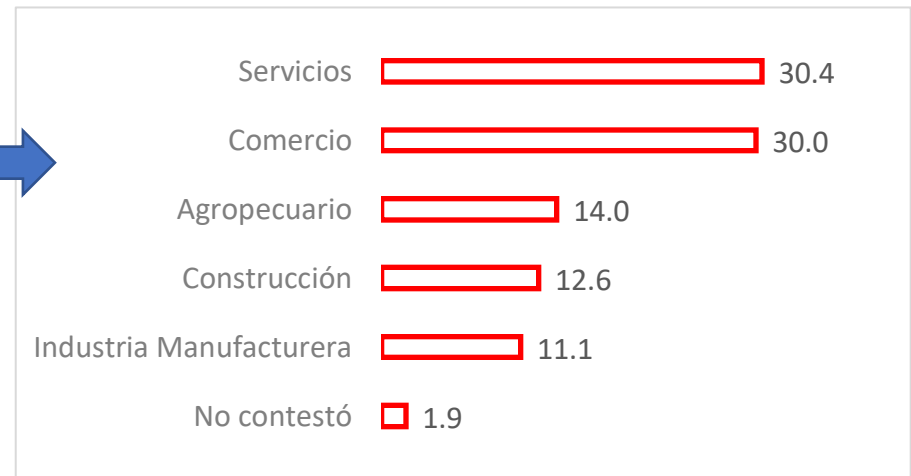 Servicios 30.4
Comercio 30.0
Agropecuario 14.0
Construcción 12.6
Industria Manufacturera 11.1
No contestó 1.9